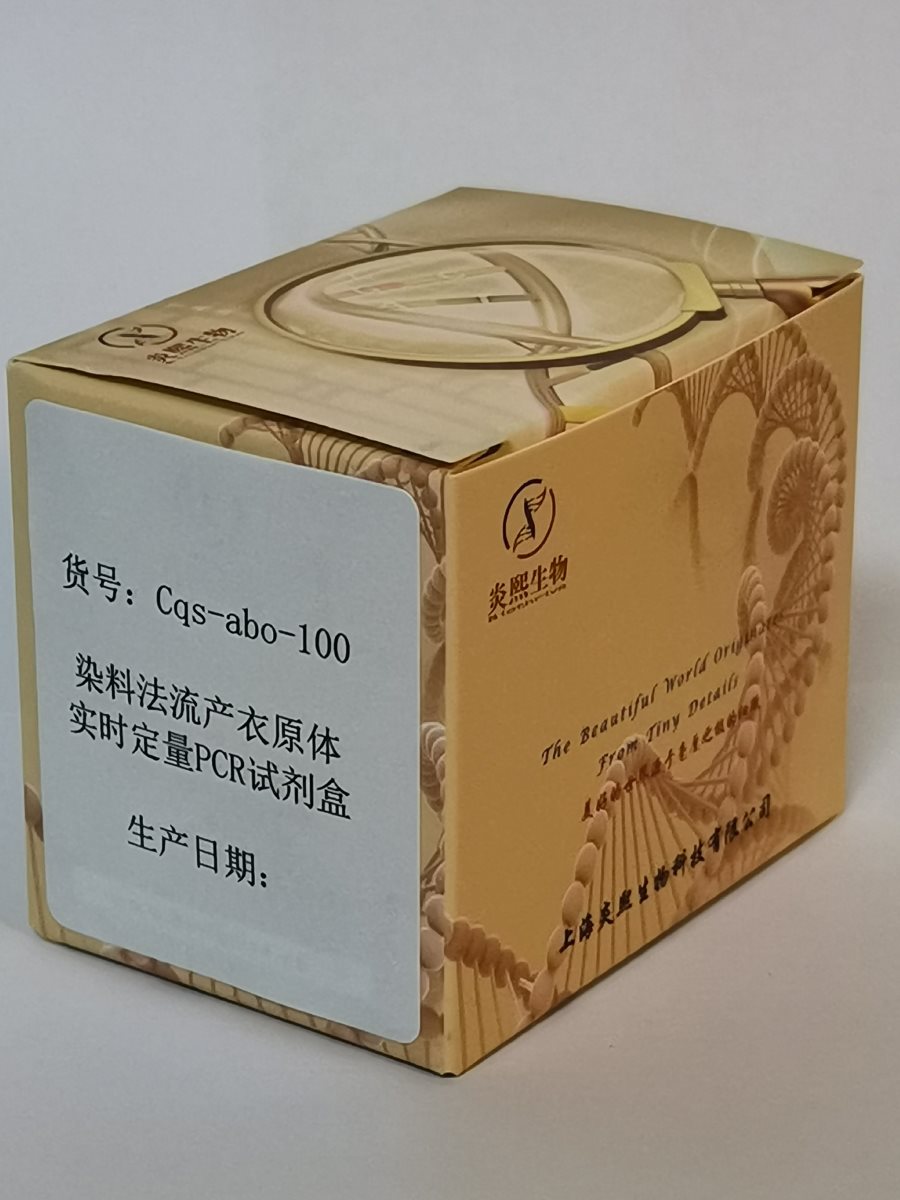 炎熙生物
货号：Cqs-abo-100
染料法流产衣原体
实时定量PCR试剂盒
生产日期：
炎熙生物
The Beautiful World Originates
From Tiny Details
上海炎熙生物科技有限公司